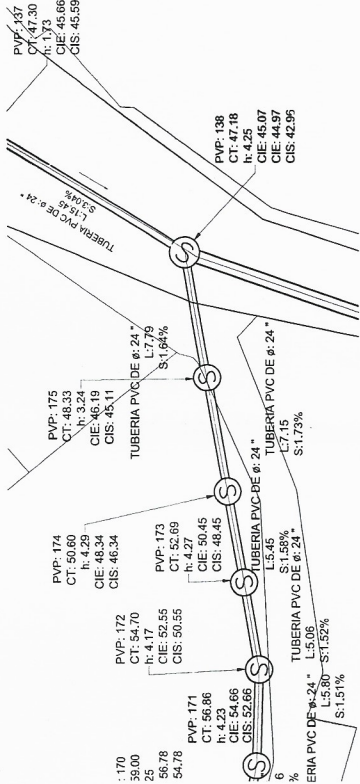 PVP: 137
CT: 47.30
h: 1.73
CIE: 45.66
CIS: 45.59
TUBERIA PVC DE ø: 24 "
L:15.45
S:3.04%
PVP: 138
CT: 47.18
h: 4.25
CIE: 45.07
CIE: 44.97
CIS: 42.96
S
TUBERIA PVC DE ø: 24 "
L:7.79
S:1.64%
PVP: 175
CT: 48.33
h: 3.24
CIE: 46.19
CIS: 45.11
S
TUBERIA PVC DE ø: 24 "
L:7.15
S:1.73%
PVP: 174
CT: 50.60
h: 4.29
CIE: 48.34
CIS: 46.34
S
TUBERIA PVC DE ø: 24 "
L:5.45
S:1.58%
PVP: 173
CT: 52.69
h: 4.27
CIE: 50.45
CIS: 48.45
S
TUBERIA PVC DE ø: 24 "
L:5.06
S:1.52%
PVP: 172
CT: 54.70
h: 4.17
CIE: 52.55
CIS: 50.55
S
ERIA PVC DE ø: 24 "
L:5.80
S:1.51%
PVP: 171
CT: 56.86
h: 4.23
CIE: 54.66
CIS: 52.66
S
: 170
59.00
25
56.78
54.78
6
%